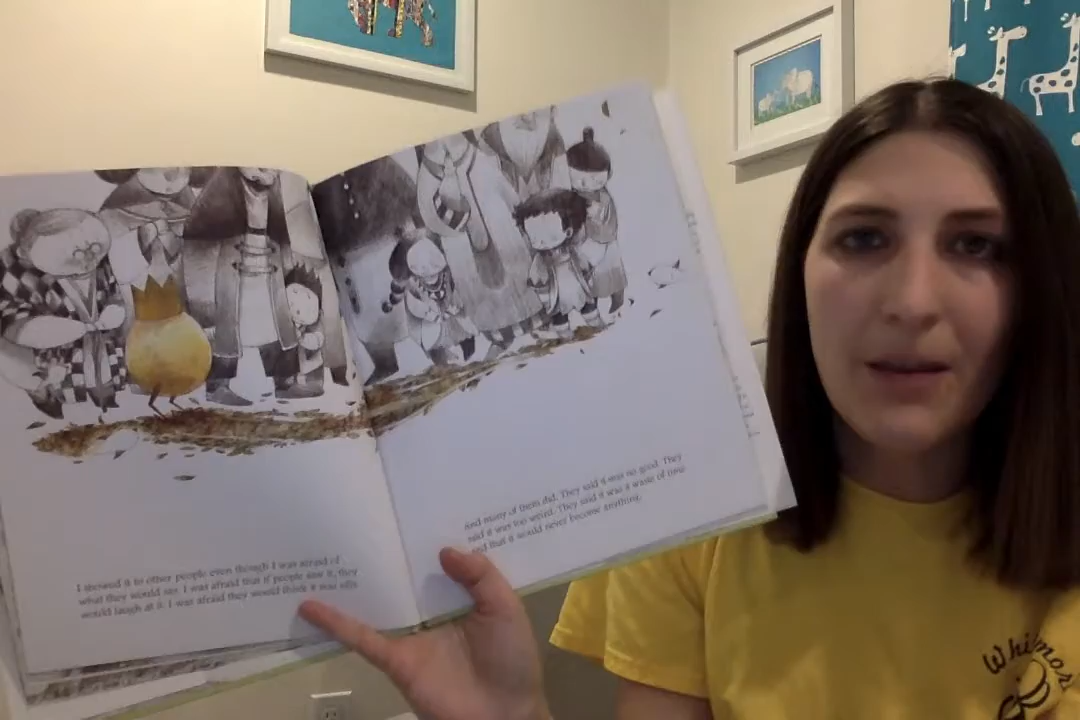 I showed it to other people even though I was afraid of
what they would say. I was afraid that if people saw it, they
would laugh at it. I was afraid they would think it was silly.
And many of them did. They said it was no good. They
said it was too weird. They said it was a waste of time
and that it would never become anything.